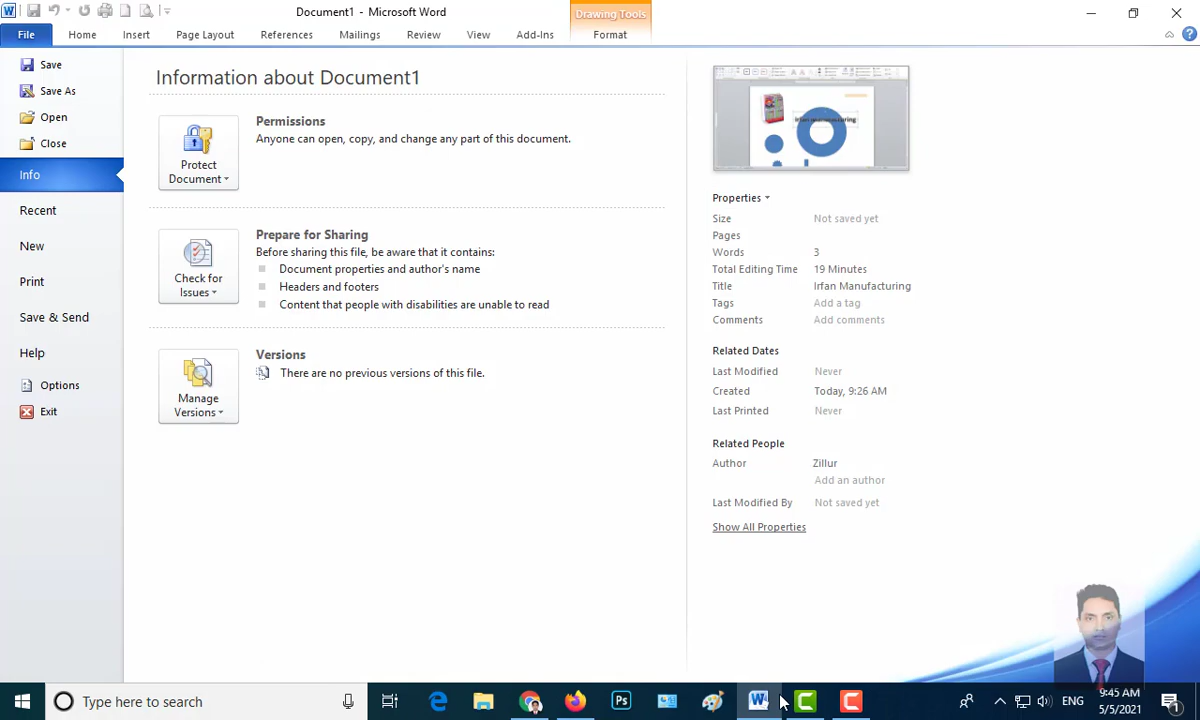 Document1 - Microsoft Word
Drawing Tools
File Home Insert Page Layout References Mailings Review View Add-Ins Format
Save
Save As
Open
Close
Info
Recent
New
Print
Save & Send
Help
Options
Exit
Information about Document1
Protect
Document
Permissions
Anyone can open, copy, and change any part of this document.
Check for
Issues
Prepare for Sharing
Before sharing this file, be aware that it contains:
Document properties and author's name
Headers and footers
Content that people with disabilities are unable to read
Manage
Versions
Versions
There are no previous versions of this file.
Irfan Manufacturing
Properties
Size Not saved yet
Pages
Words 3
Total Editing Time 19 Minutes
Title Irfan Manufacturing
Tags Add a tag
Comments Add comments
Related Dates
Last Modified Never
Created Today, 9:26 AM
Last Printed Never
Related People
Author Zillur
Add an author
Last Modified By Not saved yet
Show All Properties
Type here to search
Ps
ENG
9:45 AM
5/5/2021
1